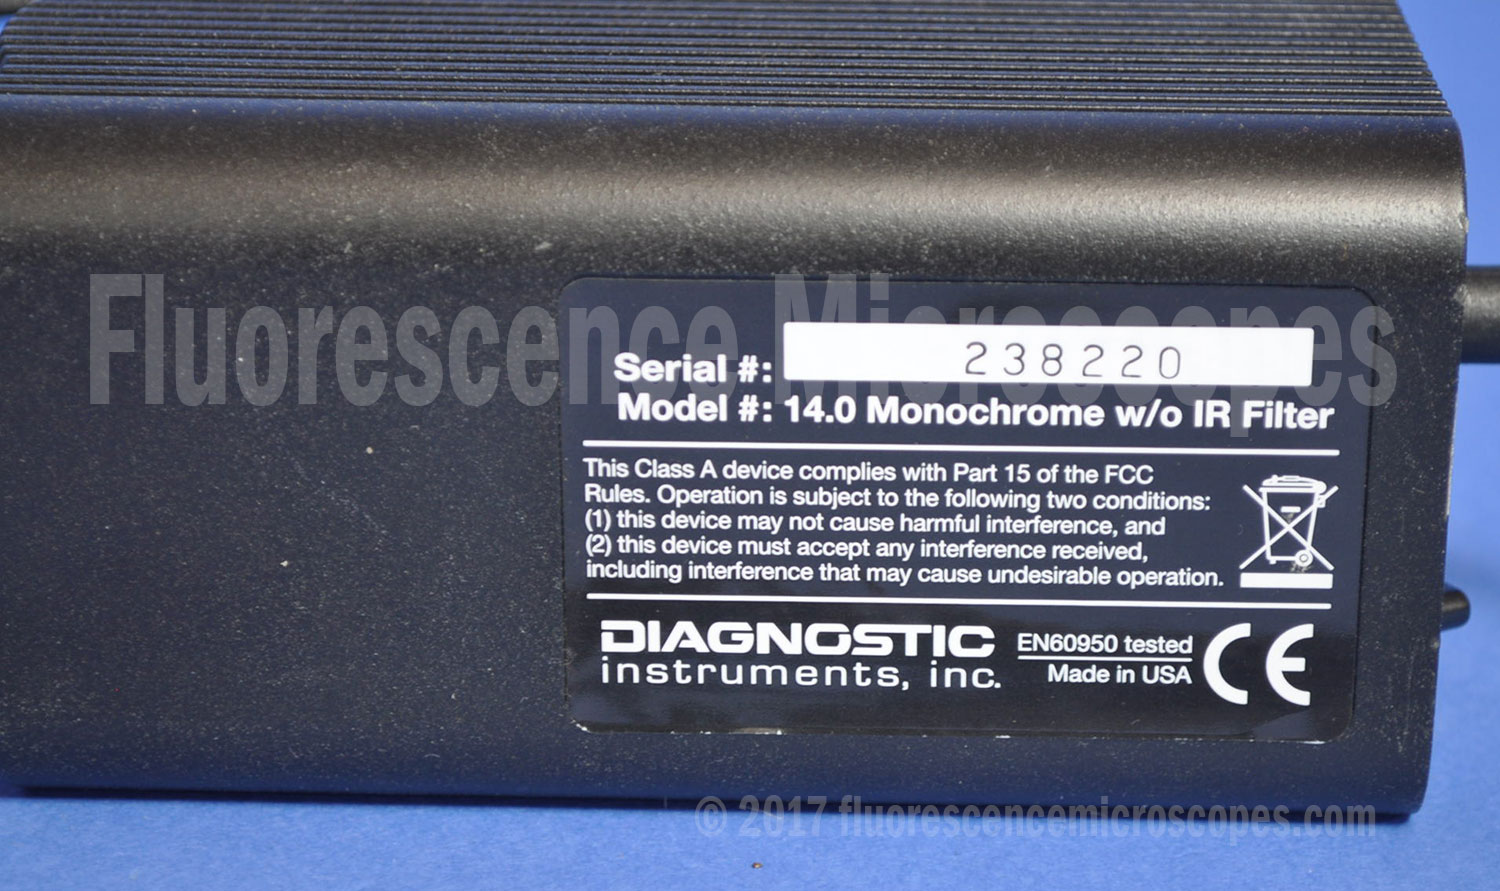 Fluorescence Microscopes
Serial #: 238220
Model #: 14.0 Monochrome w/o IR Filter
This Class A device complies with Part 15 of the FCC
Rules. Operation is subject to the following two conditions:
(1) this device may not cause harmful interference, and
(2) this device must accept any interference received,
including interference that may cause undesirable operation.
DIAGNOSTIC
instruments, inc.
EN60950 tested
Made in USA
CE
© 2017 fluorescencemicroscopes.com